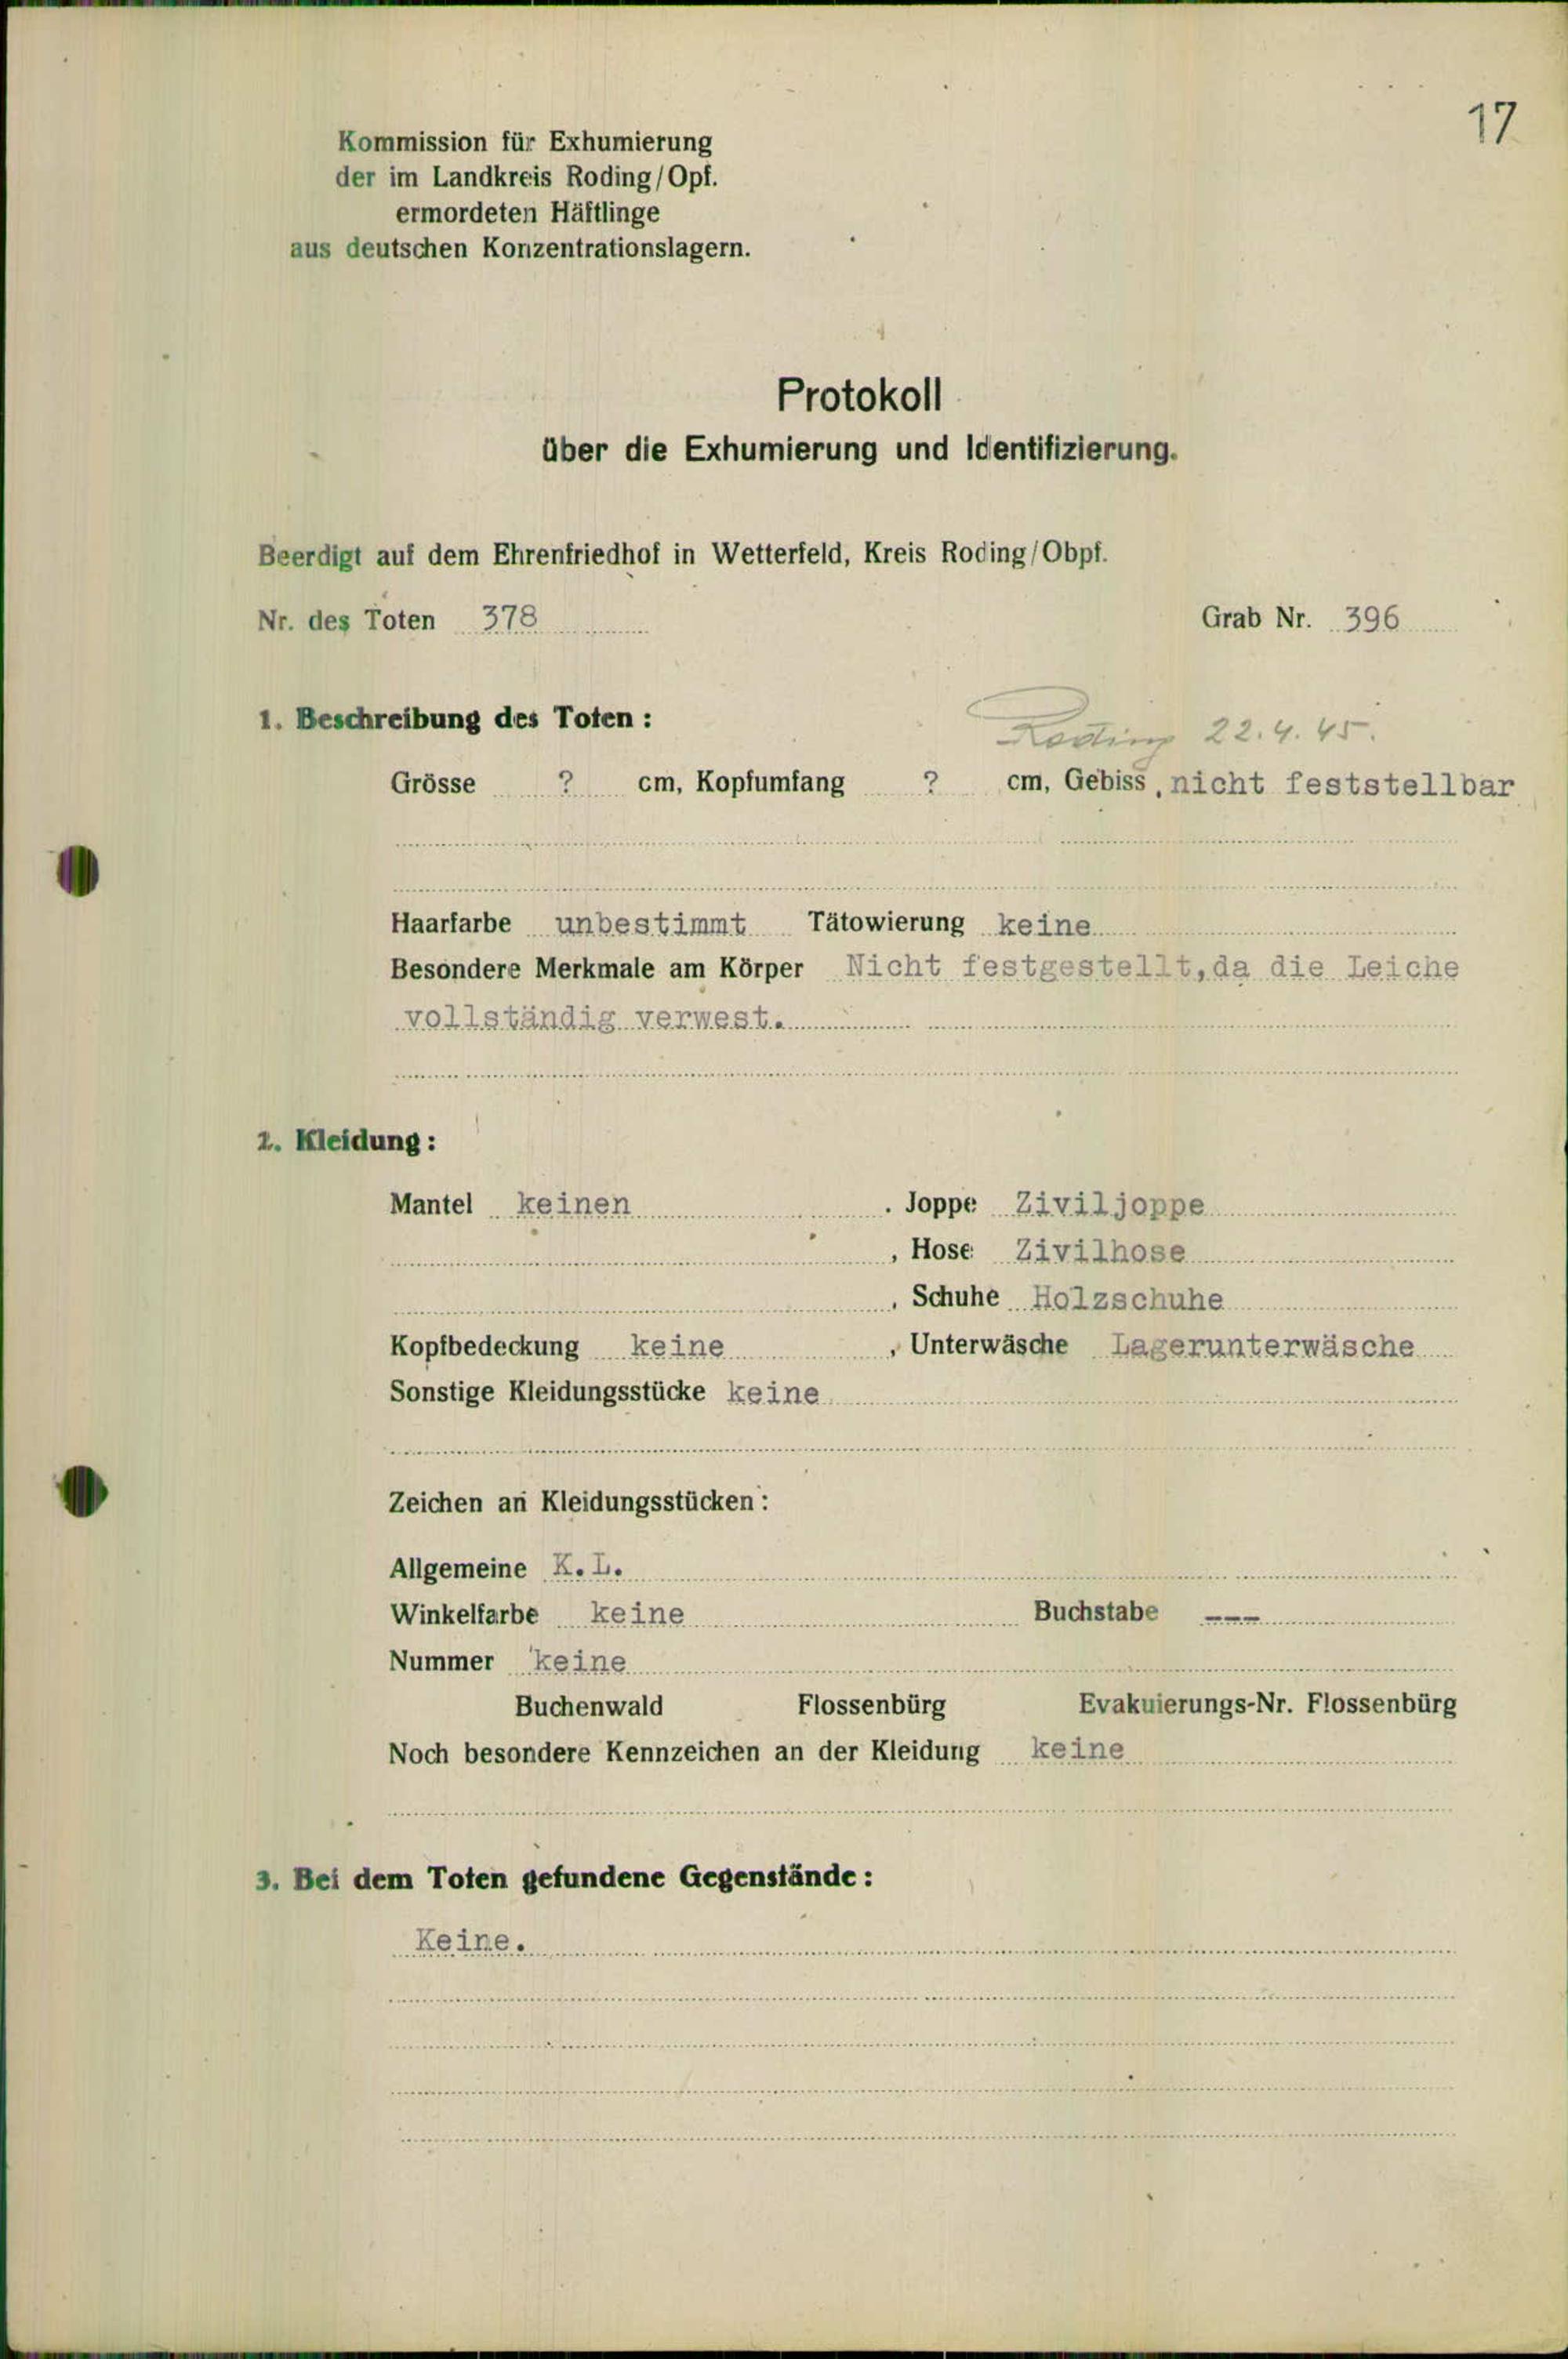 17
Kommission für Exhumierung
der im Landkreis Roding/Opf.
ermordeten Häftlinge
aus deutschen Konzentrationslagern.
Protokoll
über die Exhumierung und Identifizierung.
Beerdigt auf dem Ehrenfriedhof in Wetterfeld, Kreis Roding/Obpf.
Nr. des Toten 378 Grab Nr. 396
1. Beschreibung des Toten:
Roding 22.4.45.
Grösse ? cm, Kopfumfang ? cm, Gebiss, nicht feststellbar
Haarfarbe unbestimmt Tätowierung keine
Besondere Merkmale am Körper Nicht festgestellt,da die Leiche
vollständig verwest.
2. Kleidung:
Mantel keinen . Joppe Ziviljoppe
, Hose Zivilhose
, Schuhe Holzschuhe
Kopfbedeckung keine , Unterwäsche Lagerunterwäsche
Sonstige Kleidungsstücke keine
Zeichen an Kleidungsstücken:
Allgemeine K.L.
Winkelfarbe keine Buchstabe ---
Nummer keine
Buchenwald Flossenbürg Evakuierungs-Nr. Flossenbürg
Noch besondere Kennzeichen an der Kleidung keine
3. Bei dem Toten gefundene Gegenstände:
Keine.